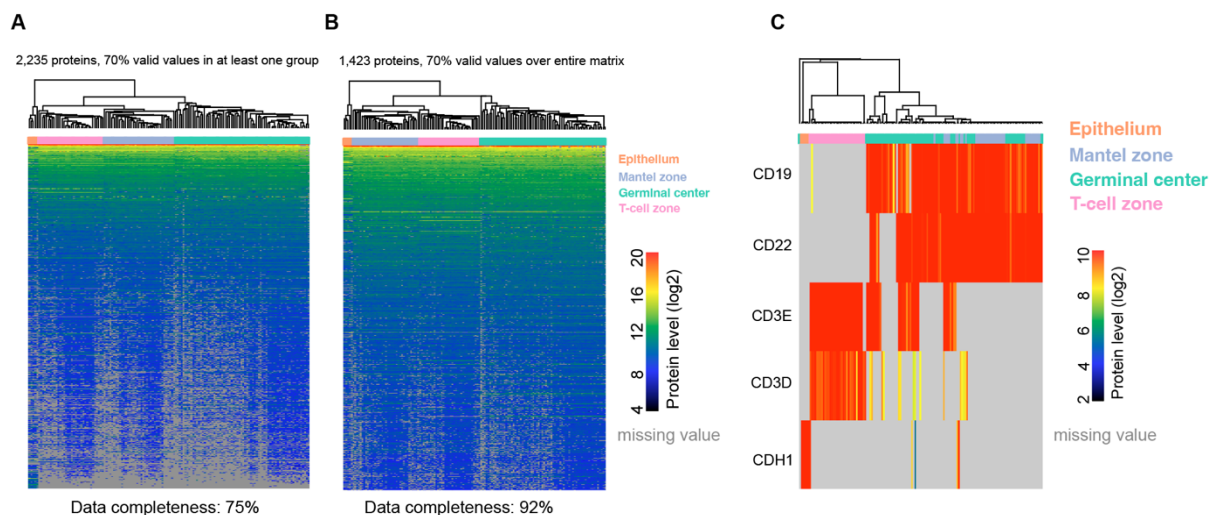 A
B
C
2,235 proteins, 70% valid values in at least one group
1,423 proteins, 70% valid values over entire matrix
Epithelium
Mantel zone
Germinal center
T-cell zone
20
16
12
8
4
Protein level (log2)
missing value
Data completeness: 75%
Data completeness: 92%
CD19
CD22
CD3E
CD3D
CDH1
Epithelium
Mantel zone
Germinal center
T-cell zone
10
8
6
4
2
Protein level (log2)
missing value